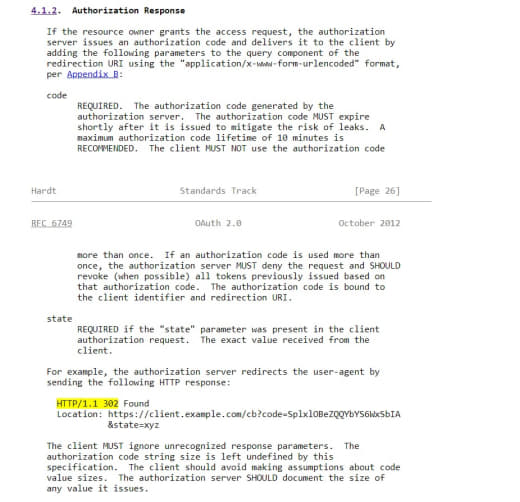 4.1.2.  Authorization Response
If the resource owner grants the access request, the authorization
server issues an authorization code and delivers it to the client by
adding the following parameters to the query component of the
redirection URI using the "application/x-www-form-urlencoded" format,
per Appendix B:
code
REQUIRED.  The authorization code generated by the
authorization server.  The authorization code MUST expire
shortly after it is issued to mitigate the risk of leaks.  A
maximum authorization code lifetime of 10 minutes is
RECOMMENDED.  The client MUST NOT use the authorization code
Hardt Standards Track [Page 26]
RFC 6749 OAuth 2.0 October 2012
more than once.  If an authorization code is used more than
once, the authorization server MUST deny the request and SHOULD
revoke (when possible) all tokens previously issued based on
that authorization code.  The authorization code is bound to
the client identifier and redirection URI.
state
REQUIRED if the "state" parameter was present in the client
authorization request.  The exact value received from the
client.
For example, the authorization server redirects the user-agent by
sending the following HTTP response:
HTTP/1.1 302 Found
Location: https://client.example.com/cb?code=SplxlOBeZQQYbYS6WxSbIA
&state=xyz
The client MUST ignore unrecognized response parameters.  The
authorization code string size is left undefined by this
specification.  The client should avoid making assumptions about code
value sizes.  The authorization server SHOULD document the size of
any value it issues.